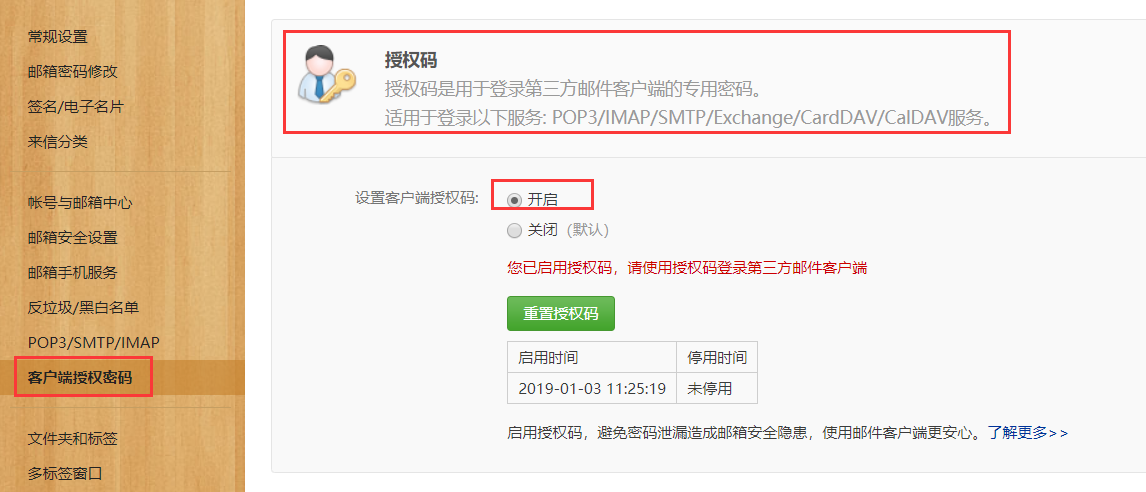 常规设置
邮箱密码修改
签名/电子名片
来信分类
帐号与邮箱中心
邮箱安全设置
邮箱手机服务
反垃圾/黑白名单
POP3/SMTP/IMAP
客户端授权密码
文件夹和标签
多标签窗口
授权码
授权码是用于登录第三方邮件客户端的专用密码。
适用于登录以下服务: POP3/IMAP/SMTP/Exchange/CardDAV/CalDAV服务。
设置客户端授权码: 开启
关闭 (默认)
您已启用授权码，请使用授权码登录第三方邮件客户端
重置授权码
启用时间 停用时间
2019-01-03 11:25:19 未停用
启用授权码，避免密码泄漏造成邮箱安全隐患，使用邮件客户端更安心。了解更多>>